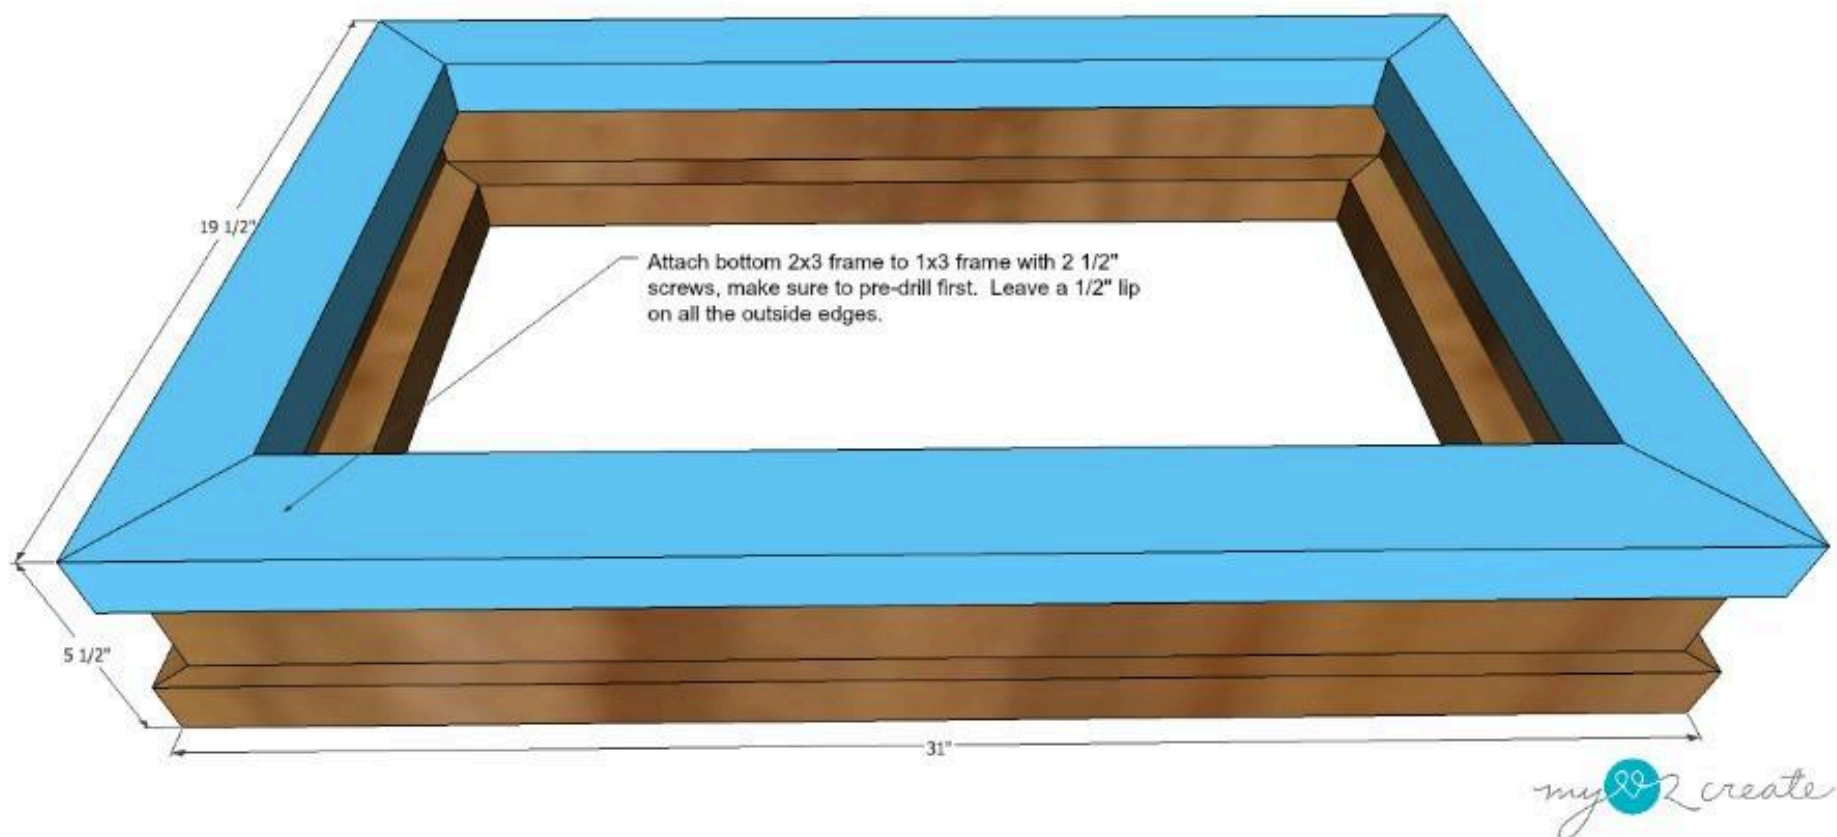 19 1/2"
Attach bottom 2x3 frame to 1x3 frame with 2 1/2"
screws, make sure to pre-drill first. Leave a 1/2" lip
on all the outside edges.
5 1/2"
31"
my 2 create